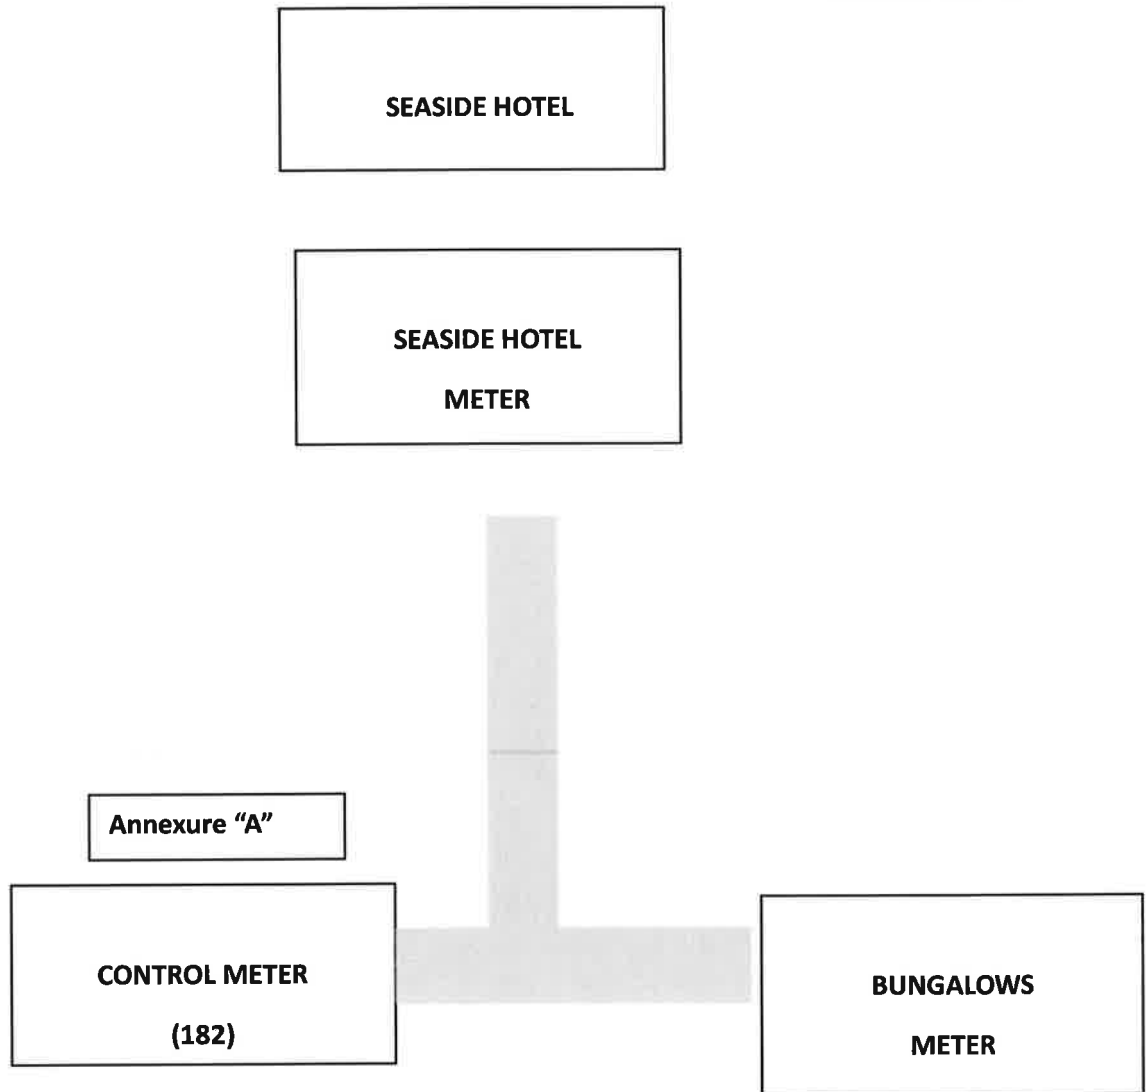 SEASIDE HOTEL
SEASIDE HOTEL
METER
Annexure “A”
CONTROL METER
(182)
BUNGALOWS
METER